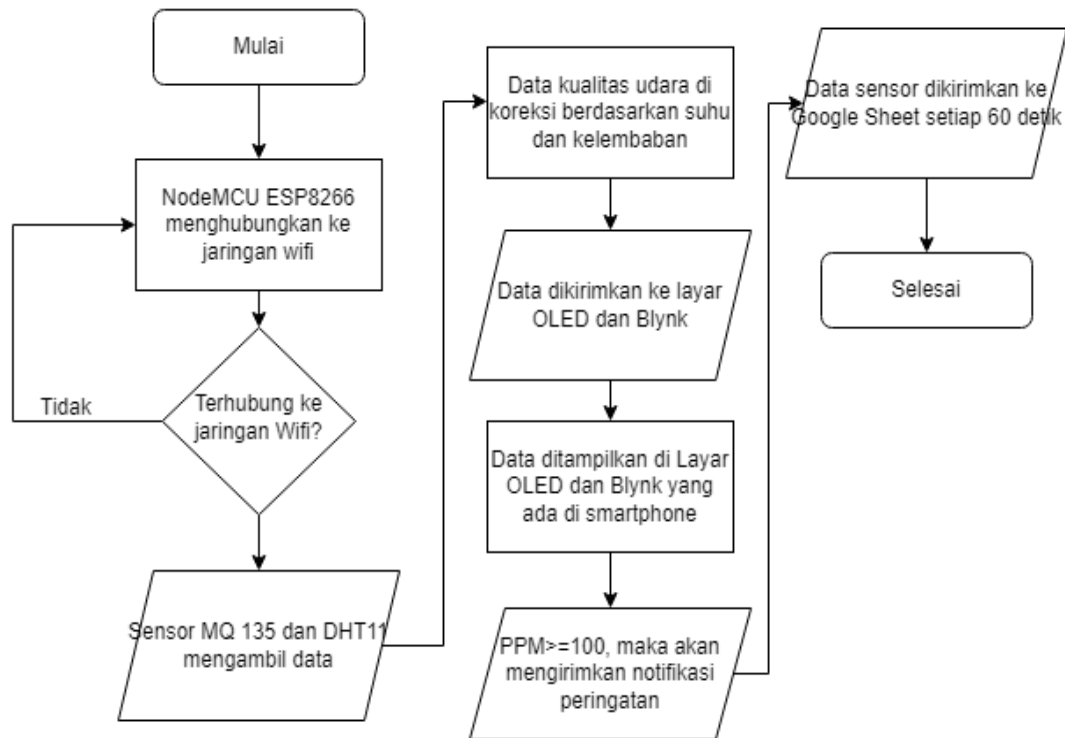 Mulai
NodeMCU ESP8266
menghubungkan ke
jaringan wifi
Terhubung ke
jaringan Wifi?
Tidak
Sensor MQ 135 dan DHT11
mengambil data
Data kualitas udara di
koreksi berdasarkan suhu
dan kelembaban
Data dikirimkan ke layar
OLED dan Blynk
Data ditampilkan di Layar
OLED dan Blynk yang
ada di smartphone
PPM>=100, maka akan
mengirimkan notifikasi
peringatan
Data sensor dikirimkan ke
Google Sheet setiap 60 detik
Selesai